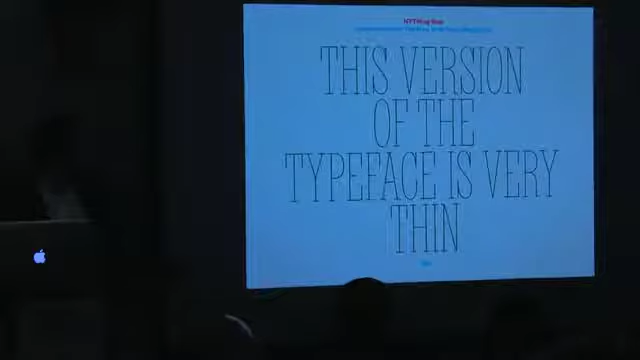 THIS VERSION
OF THE
TYPEFACE IS VERY
THIN